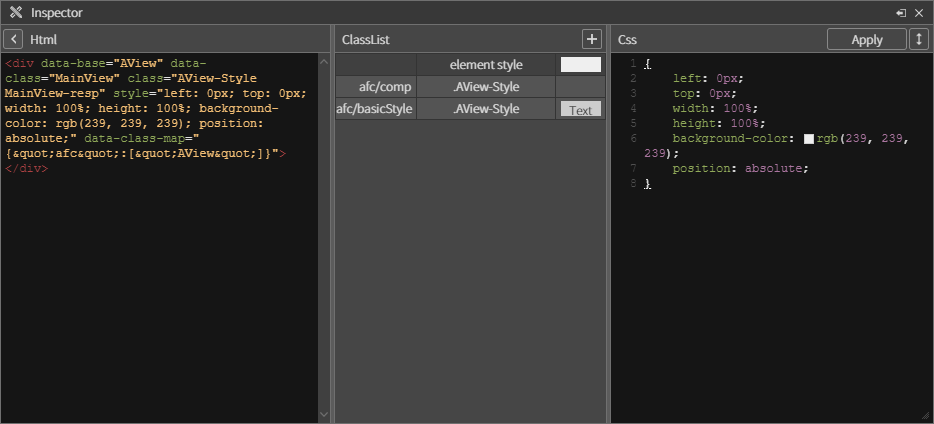 Inspector
Html
<div data-base="AView" data-
class="MainView" class="AView-Style
MainView-resp" style="left: 0px; top: 0px;
width: 100%; height: 100%; background-
color: rgb(239, 239, 239); position:
absolute;" data-class-map="
{&quot;afc&quot;:[&quot;AView&quot;]}">
</div>
ClassList
element style
afc/comp .AView-Style
afc/basicStyle .AView-Style Text
Css Apply
1 {
2 left: 0px;
3 top: 0px;
4 width: 100%;
5 height: 100%;
6 background-color: rgb(239, 239,
239);
7 position: absolute;
8 }